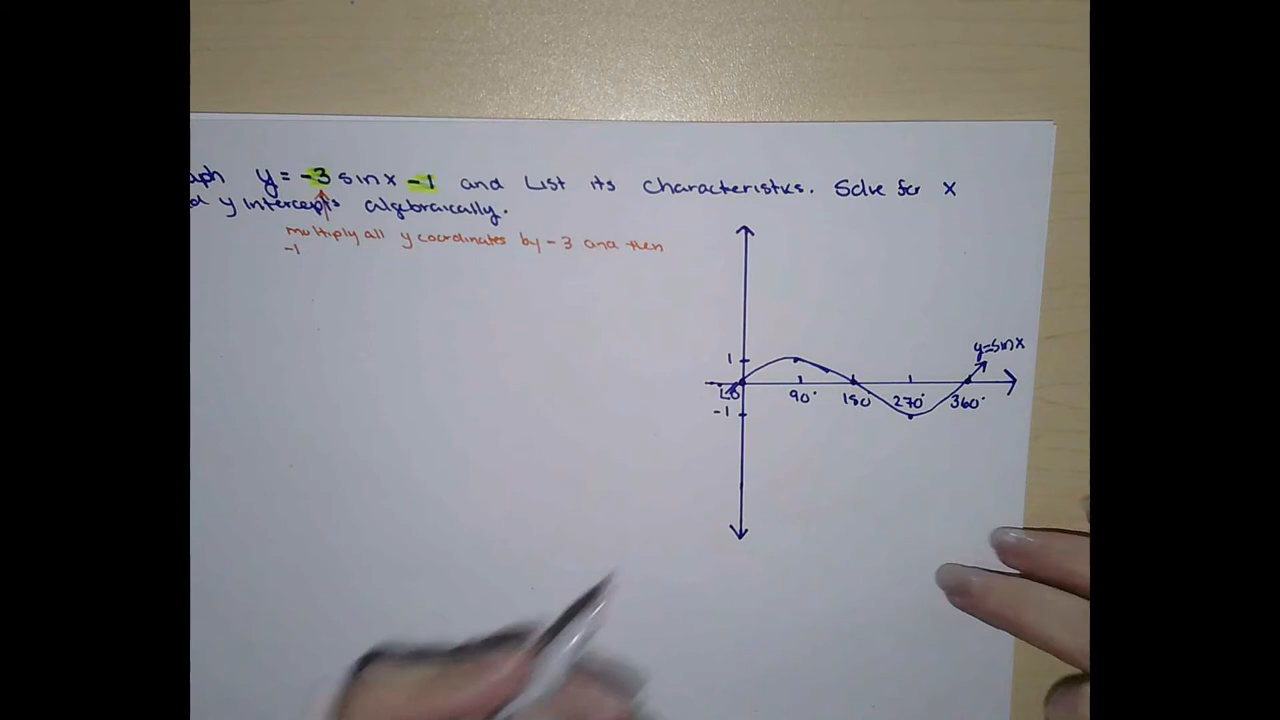 y = -3 sin x -1 and List its characteristics. Solve for x
y intercepts algebraically.
multiply all y coordinates by -3 and then
-1
y=sin x
1
90° 180 270° 360°
-1